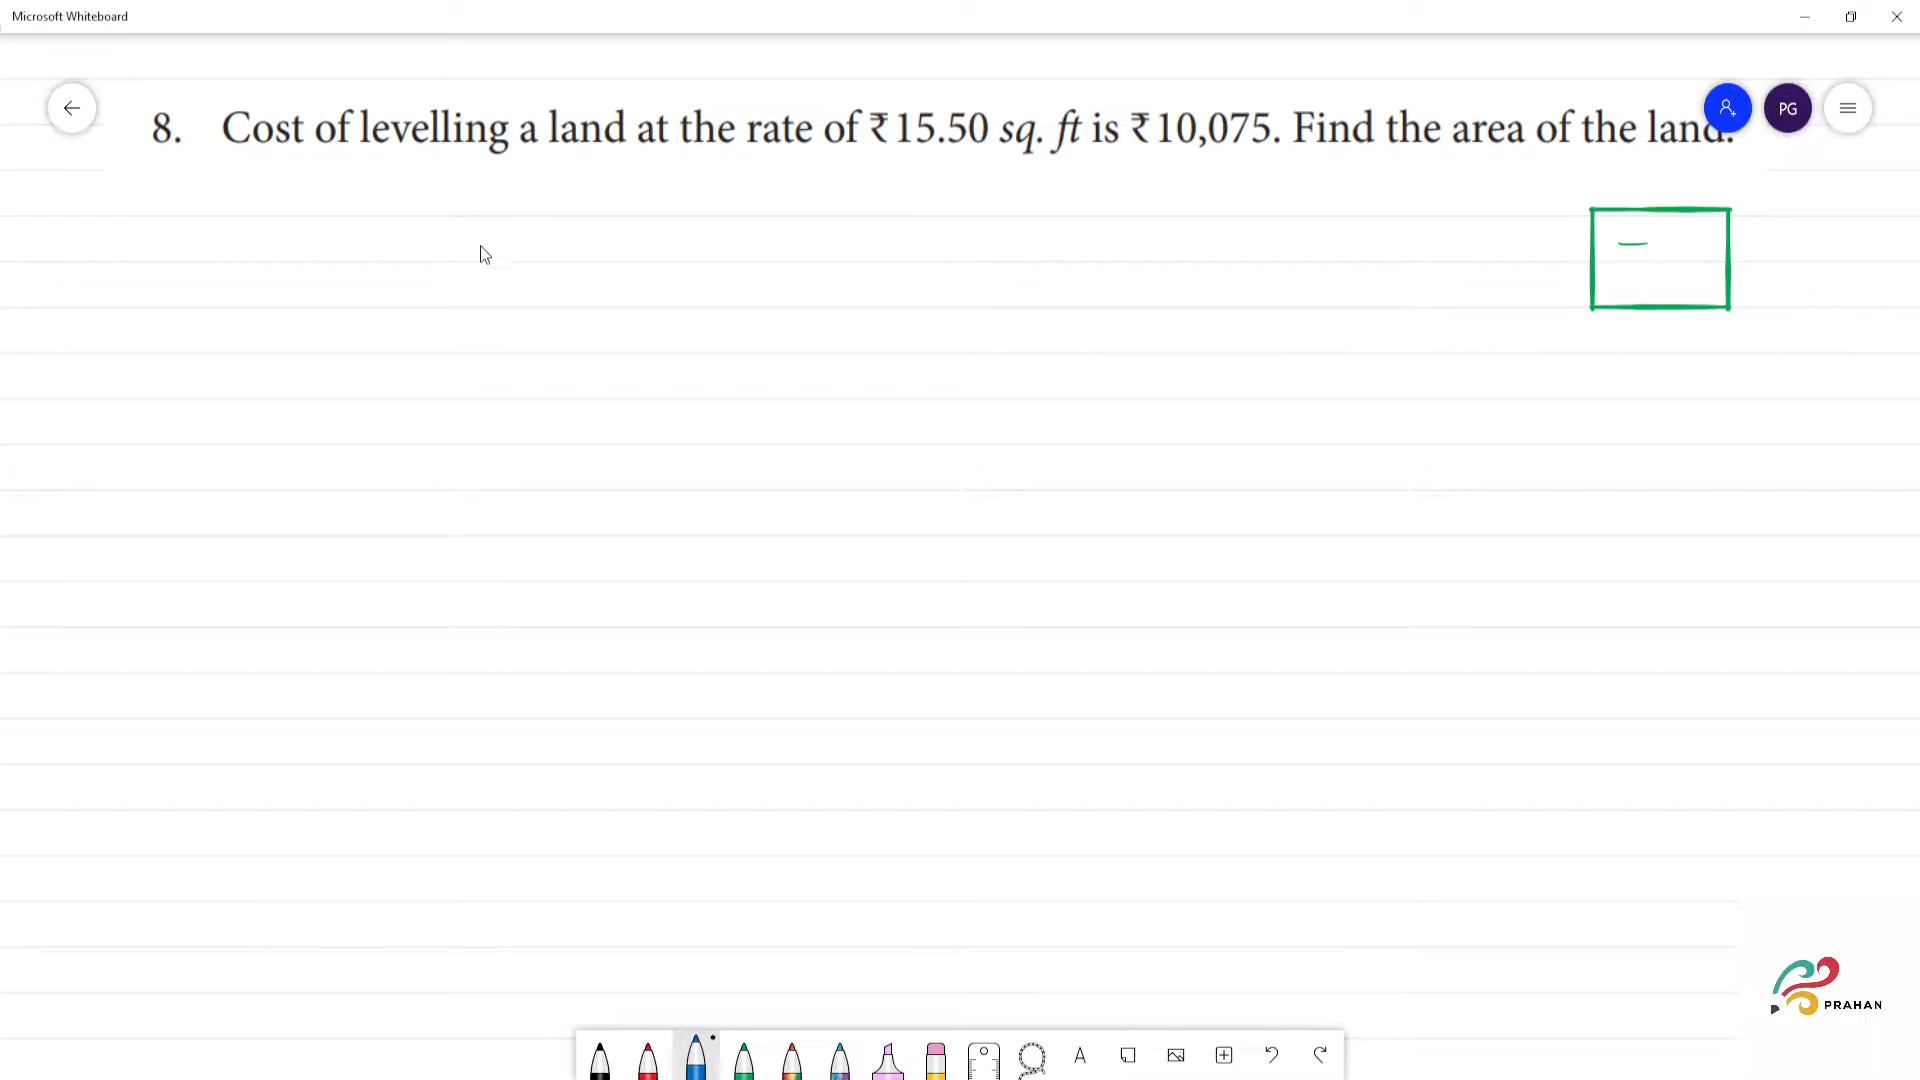 Microsoft Whiteboard
8. Cost of levelling a land at the rate of ₹15.50 sq. ft is ₹10,075. Find the area of the land.
PG
PRAHAN
A